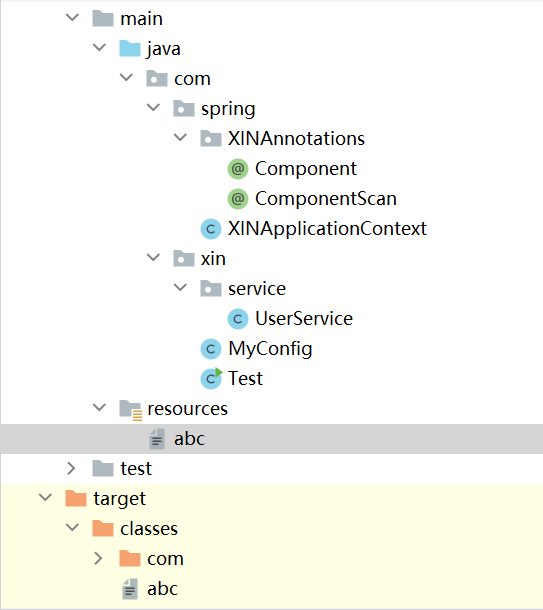 main
java
com
spring
XINAnnotations
Component
ComponentScan
XINApplicationContext
xin
service
UserService
MyConfig
Test
resources
abc
test
target
classes
com
abc